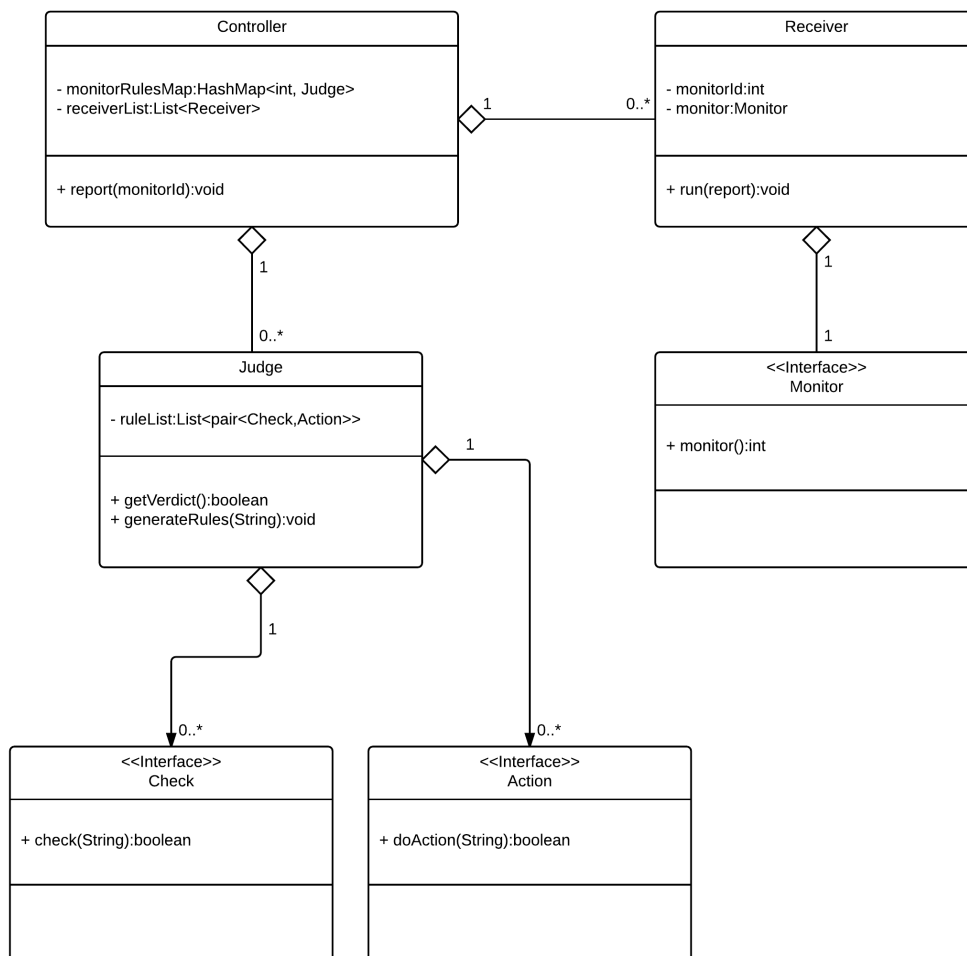 Controller
- monitorRulesMap:HashMap<int, Judge>
- receiverList:List<Receiver>
+ report(monitorId):void
1
0..*
Receiver
- monitorId:int
- monitor:Monitor
+ run(report):void
1
0..*
1
1
Judge
- ruleList:List<pair<Check,Action>>
+ getVerdict():boolean
+ generateRules(String):void
1
<<Interface>>
Monitor
+ monitor():int
1
0..*
0..*
<<Interface>>
Check
+ check(String):boolean
<<Interface>>
Action
+ doAction(String):boolean